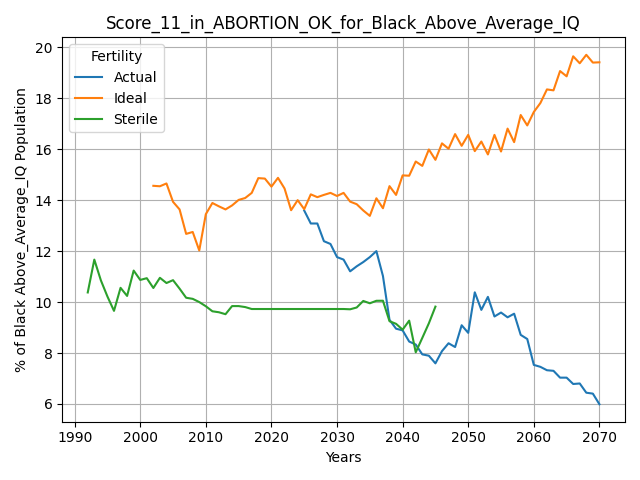 Score_11_in_ABORTION_OK_for_Black_Above_Average_IQ
Fertility
Actual
Ideal
Sterile
% of Black Above_Average_IQ Population
20
18
16
14
12
10
8
6
1990 2000 2010 2020 2030 2040 2050 2060 2070
Years